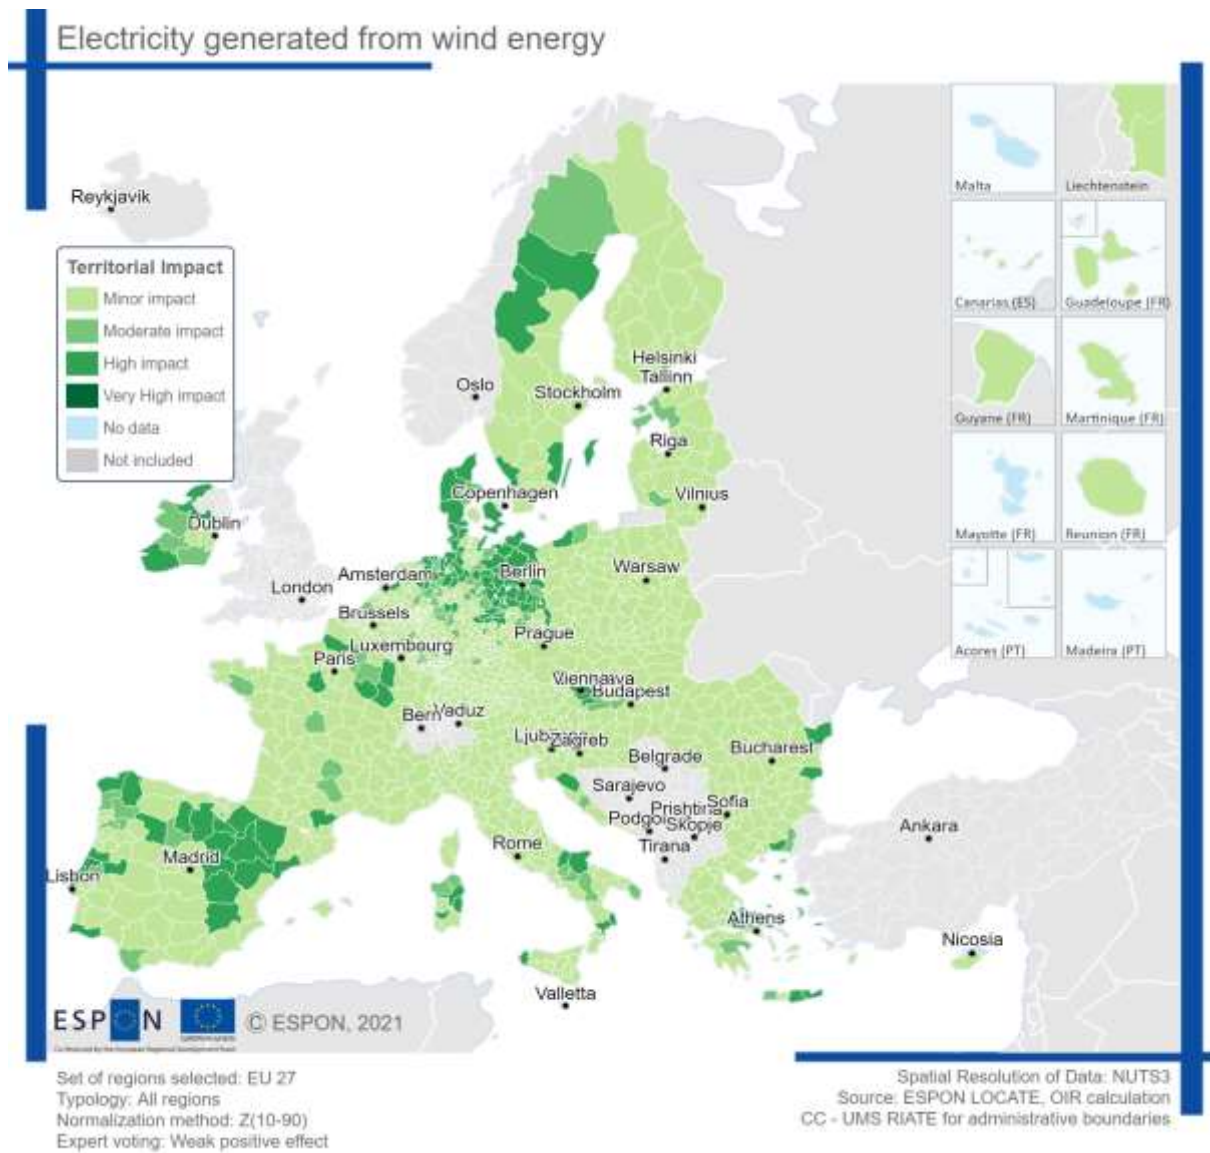 Electricity generated from wind energy
Reykjavik
Territorial Impact
Minor impact
Moderate impact
High impact
Very High impact
No data
Not included
Malta
Liechtenstein
Canarias (ES)
Guadeloupe (FR)
Guyane (FR)
Martinique (FR)
Mayotte (FR)
Reunion (FR)
Acores (PT)
Madeira (PT)
Helsinki
Tallinn
Oslo
Stockholm
Riga
Copenhagen
Vilnius
Dublin
Amsterdam
Berlin
Warsaw
London
Brussels
Prague
Luxembourg
Paris
Budapest
Bern
Vaduz
Zagreb
Belgrade
Bucharest
Sarajevo
Sofia
Skopje
Tirana
Ankara
Rome
Madrid
Lisbon
Athens
Nicosia
Valletta
ESPON
© ESPON, 2021
Set of regions selected: EU 27
Typology: All regions
Normalization method: Z(10-90)
Expert voting: Weak positive effect
Spatial Resolution of Data: NUTS3
Source: ESPON LOCATE, OIR calculation
CC - UMS RIATE for administrative boundaries